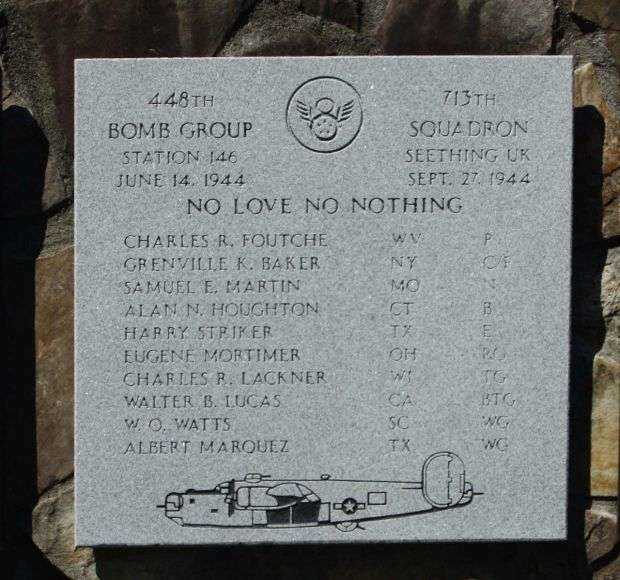 448TH 713TH
BOMB GROUP SQUADRON
STATION 146 SEETHING UK
JUNE 14, 1944 SEPT. 27, 1944
NO LOVE NO NOTHING
CHARLES R. FOUTCHE WV P
GRENVILLE K. BAKER NY C/P
SAMUEL E. MARTIN MO N
ALAN N. HOUGHTON CT B
HARRY STRIKER TX E
EUGENE MORTIMER OH RO
CHARLES R. LACKNER WI TG
WALTER B. LUCAS CA BTG
W. O. WATTS SC WG
ALBERT MARQUEZ TX WG